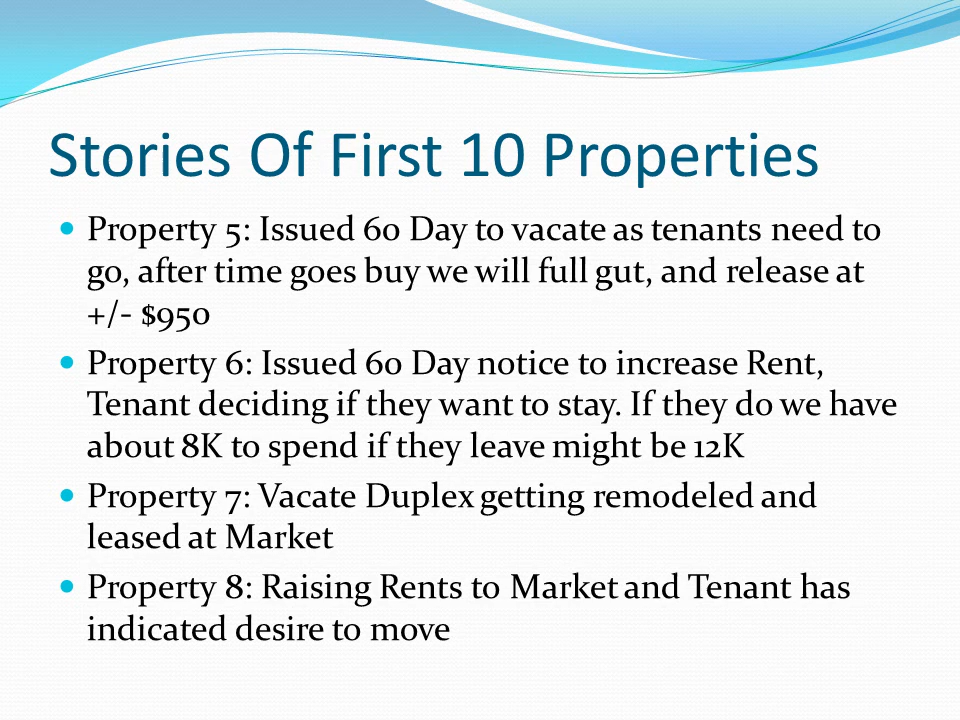 Stories Of First 10 Properties
Property 5: Issued 60 Day to vacate as tenants need to
go, after time goes buy we will full gut, and release at
+/- $950
Property 6: Issued 60 Day notice to increase Rent,
Tenant deciding if they want to stay. If they do we have
about 8K to spend if they leave might be 12K
Property 7: Vacate Duplex getting remodeled and
leased at Market
Property 8: Raising Rents to Market and Tenant has
indicated desire to move